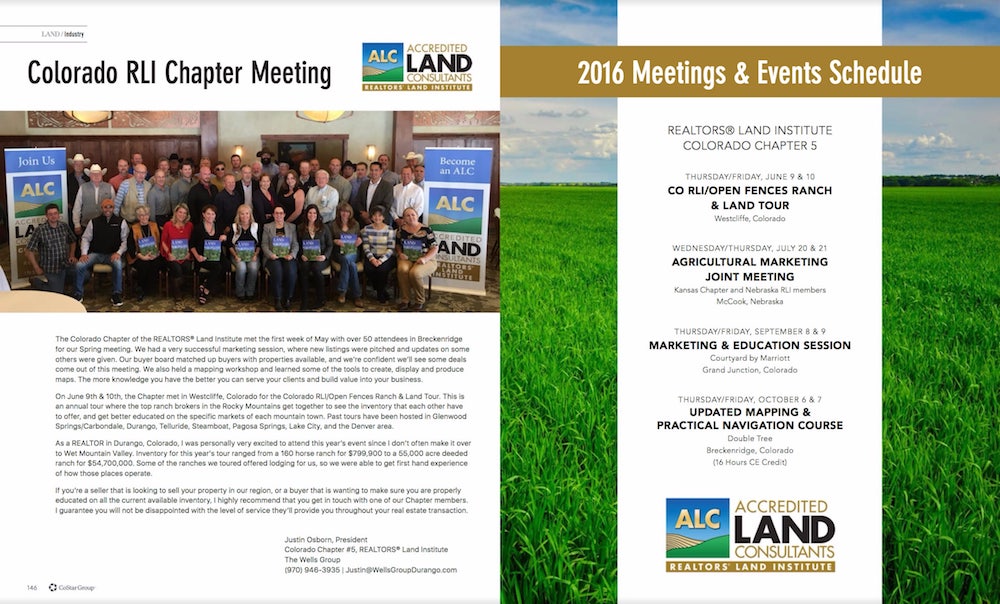 LAND / Industry
Colorado RLI Chapter Meeting
ALC
ACCREDITED
LAND
CONSULTANTS
REALTORS® LAND INSTITUTE
Join Us
ALC
ACCREDITED
Become
an ALC
ALC
ACCREDITED
LAND
CONSULTANTS
REALTORS®
LAND INSTITUTE
The Colorado Chapter of the REALTORS® Land Institute met the first week of May with over 50 attendees in Breckenridge
for our Spring meeting. We had a very successful marketing session, where new listings were pitched and updates on some
others were given. Our buyer board matched up buyers with properties available, and we're confident we'll see some deals
come out of this meeting. We also held a mapping workshop and learned some of the tools to create, display and produce
maps. The more knowledge you have the better you can serve your clients and build value into your business.
On June 9th & 10th, the Chapter met in Westcliffe, Colorado for the Colorado RLI/Open Fences Ranch & Land Tour. This is
an annual tour where the top ranch brokers in the Rocky Mountains get together to see the inventory that each other have
to offer, and get better educated on the specific markets of each mountain town. Past tours have been hosted in Glenwood
Springs/Carbondale, Durango, Telluride, Steamboat, Pagosa Springs, Lake City, and the Denver area.
As a REALTOR in Durango, Colorado, I was personally very excited to attend this year's event since I don't often make it over
to Wet Mountain Valley. Inventory for this year's tour ranged from a 160 horse ranch for $799,900 to a 55,000 acre deeded
ranch for $54,700,000. Some of the ranches we toured offered lodging for us, so we were able to get first hand experience
of how those places operate.
If you're a seller that is looking to sell your property in our region, or a buyer that is wanting to make sure you are properly
educated on all the current available inventory, I highly recommend that you get in touch with one of our Chapter members.
I guarantee you will not be disappointed with the level of service they'll provide you throughout your real estate transaction.
Justin Osborn, President
Colorado Chapter #5, REALTORS® Land Institute
The Wells Group
(970) 946-3935 | Justin@WellsGroupDurango.com
146 CoStar Group
2016 Meetings & Events Schedule
REALTORS® LAND INSTITUTE
COLORADO CHAPTER 5
THURSDAY/FRIDAY, JUNE 9 & 10
CO RLI/OPEN FENCES RANCH
& LAND TOUR
Westcliffe, Colorado
WEDNESDAY/THURSDAY, JULY 20 & 21
AGRICULTURAL MARKETING
JOINT MEETING
Kansas Chapter and Nebraska RLI members
McCook, Nebraska
THURSDAY/FRIDAY, SEPTEMBER 8 & 9
MARKETING & EDUCATION SESSION
Courtyard by Marriott
Grand Junction, Colorado
THURSDAY/FRIDAY, OCTOBER 6 & 7
UPDATED MAPPING &
PRACTICAL NAVIGATION COURSE
Double Tree
Breckenridge, Colorado
(16 Hours CE Credit)
ALC
ACCREDITED
LAND
CONSULTANTS
REALTORS® LAND INSTITUTE